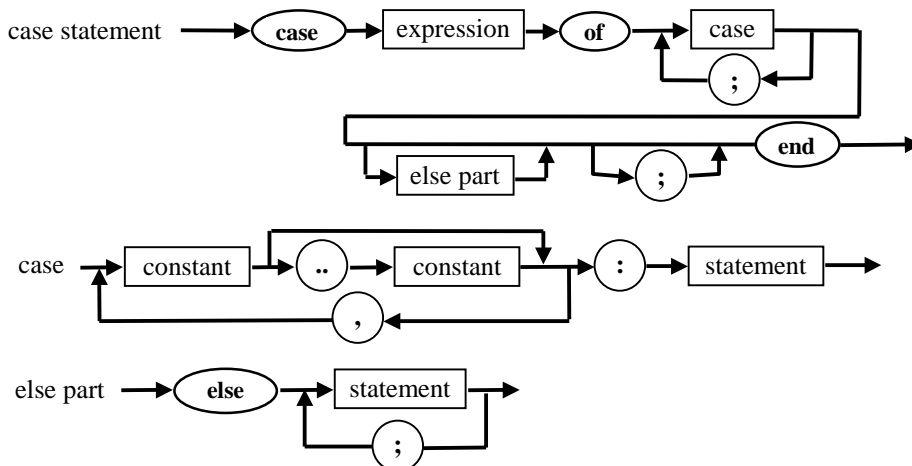 case statement case expression of case
;
else part ; end
case constant .. constant : statement
,
else part else statement
;